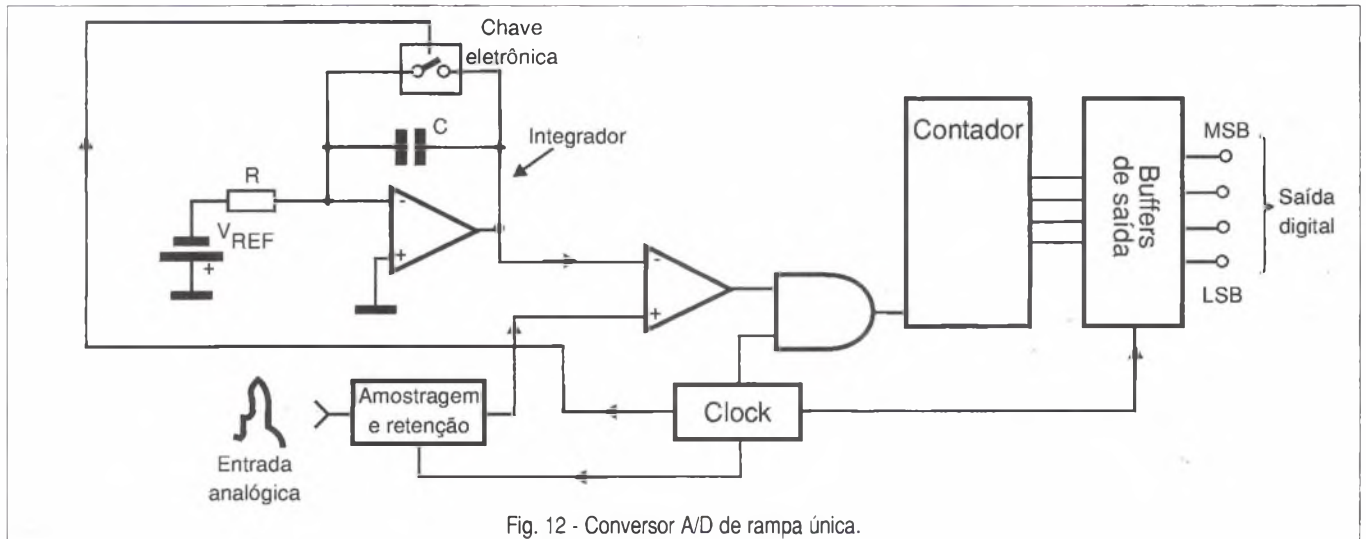 Chave
eletrônica
C
Integrador
R
VREF
+
-
+
-
+
Contador
Buffers
de saída
MSB
LSB
Saída
digital
Amostragem
e retenção
Clock
Entrada
analógica
Fig. 12 - Conversor A/D de rampa única.